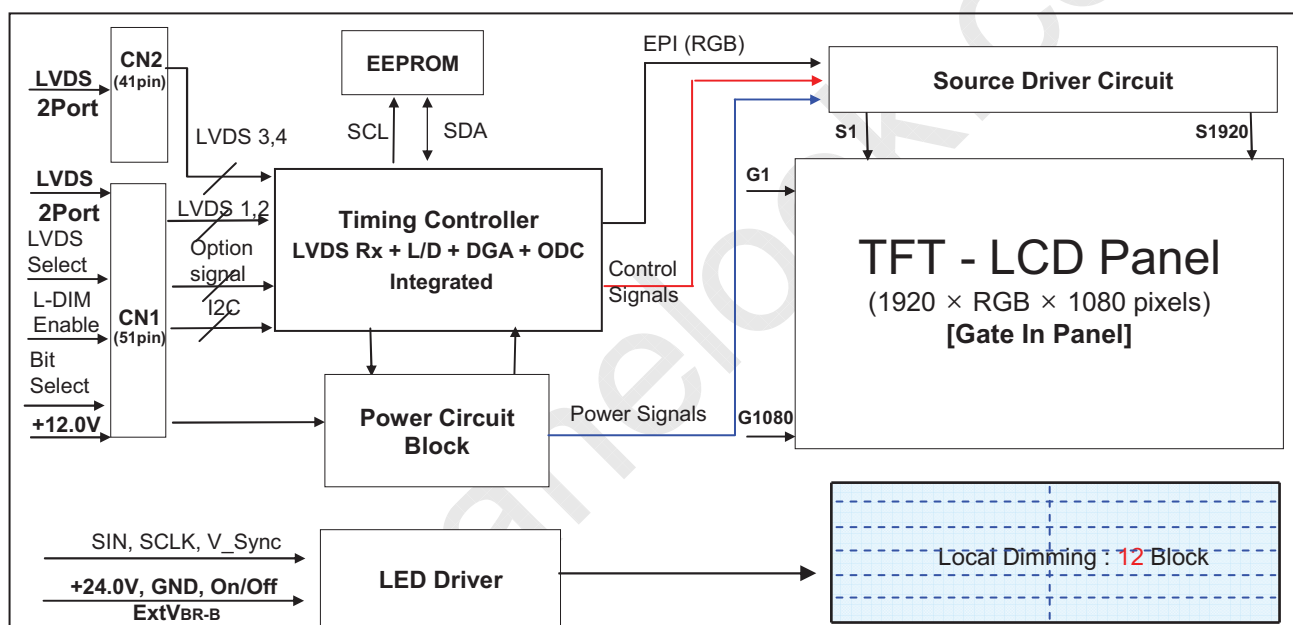 CN2
(41pin)
LVDS
2Port
EEPROM
SCL
SDA
LVDS 3,4
EPI (RGB)
Source Driver Circuit
S1
S1920
LVDS
2Port
LVDS
Select
L-DIM
Enable
Bit
Select
+12.0V
CN1
(51pin)
LVDS 1,2
Option
signal
I2C
Timing Controller
LVDS Rx + L/D + DGA + ODC
Integrated
Control
Signals
G1
G1080
TFT - LCD Panel
(1920 × RGB × 1080 pixels)
[Gate In Panel]
Power Circuit
Block
Power Signals
SIN, SCLK, V_Sync
+24.0V, GND, On/Off
ExtVBR-B
LED Driver
Local Dimming : 12 Block